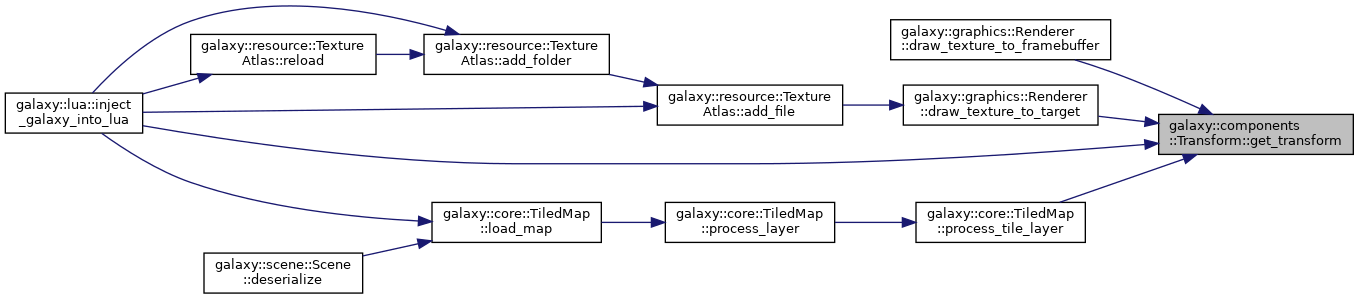 galaxy::graphics::Renderer
::draw_texture_to_framebuffer
galaxy::resource::Texture
Atlas::reload
galaxy::resource::Texture
Atlas::add_folder
galaxy::lua::inject
_galaxy_into_lua
galaxy::resource::Texture
Atlas::add_file
galaxy::graphics::Renderer
::draw_texture_to_target
galaxy::components
::Transform::get_transform
galaxy::core::TiledMap
::load_map
galaxy::core::TiledMap
::process_layer
galaxy::core::TiledMap
::process_tile_layer
galaxy::scene::Scene
::deserialize